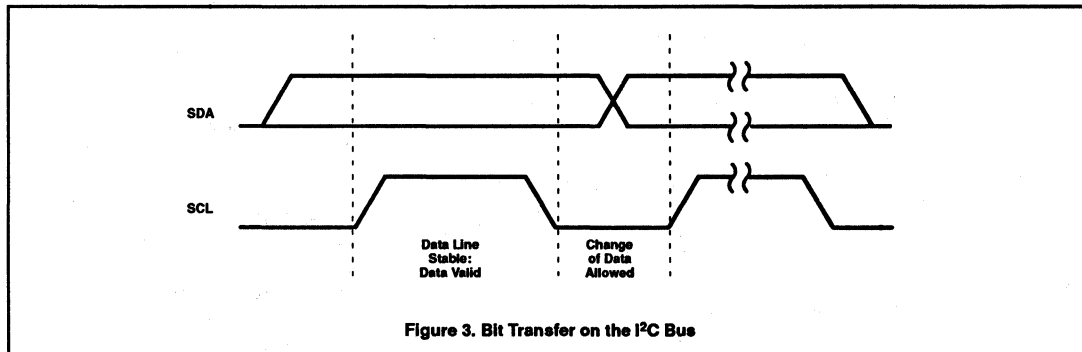 SDA
SCL
Data Line
Stable:
Data Valid
Change
of Data
Allowed
Figure 3. Bit Transfer on the I²C Bus